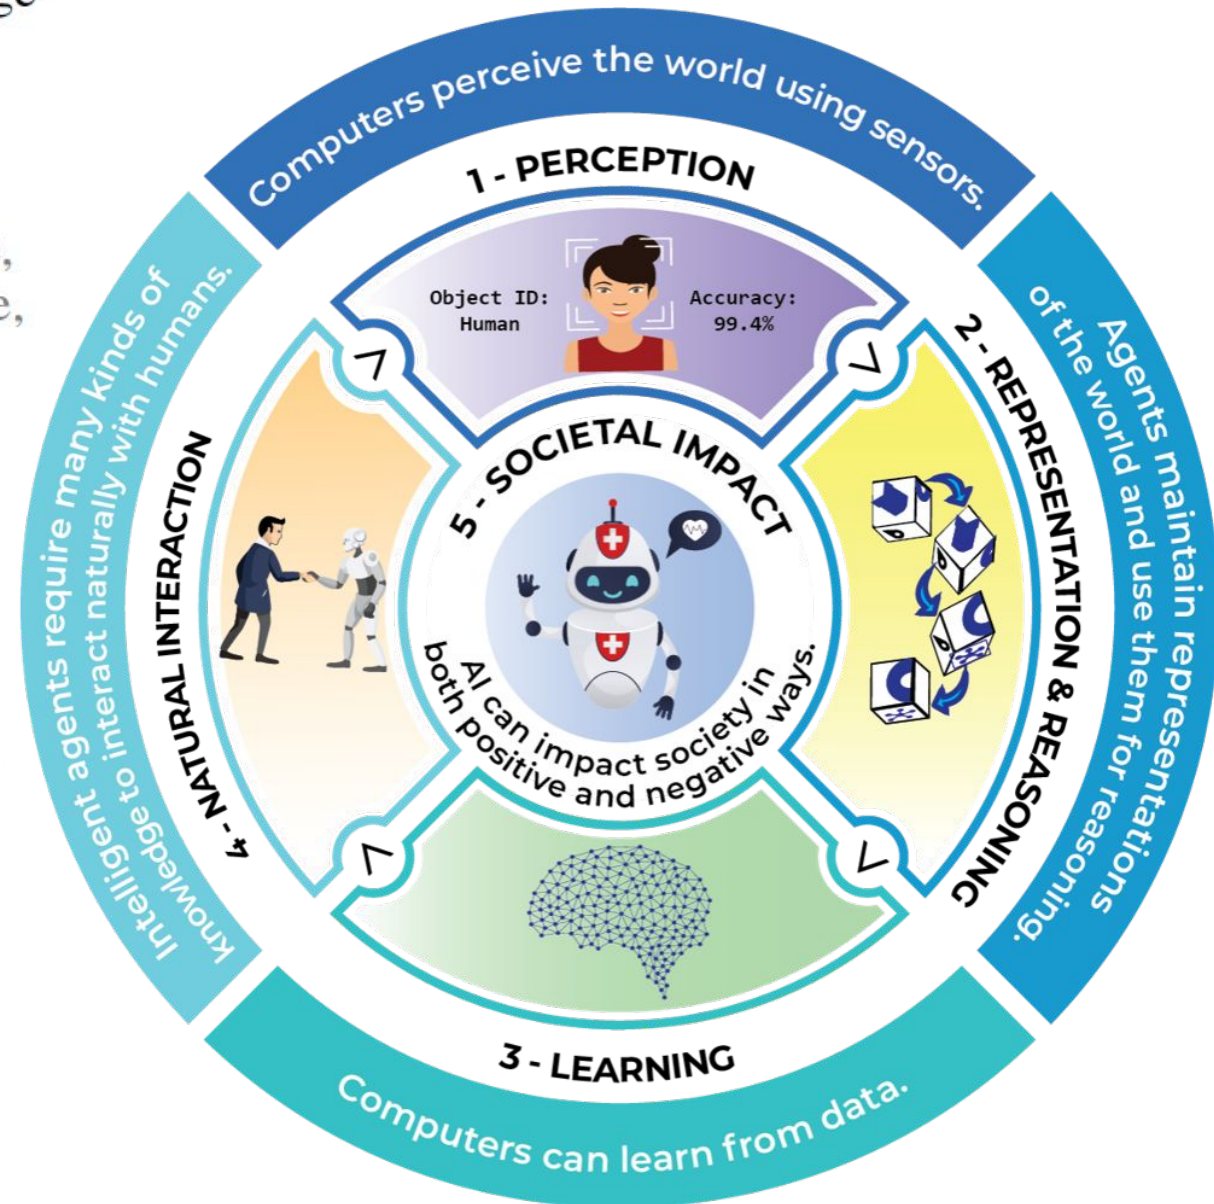 Computers perceive the world using sensors.
1 - PERCEPTION
Object ID:
Human
Accuracy:
99.4%
Agents maintain representations
of the world and use them for reasoning.
2 - REPRESENTATION & REASONING
3 - LEARNING
Computers can learn from data.
Intelligent agents require many kinds of
knowledge to interact naturally with humans.
4 - NATURAL INTERACTION
5 - SOCIETAL IMPACT
AI can impact society in
both positive and negative ways.